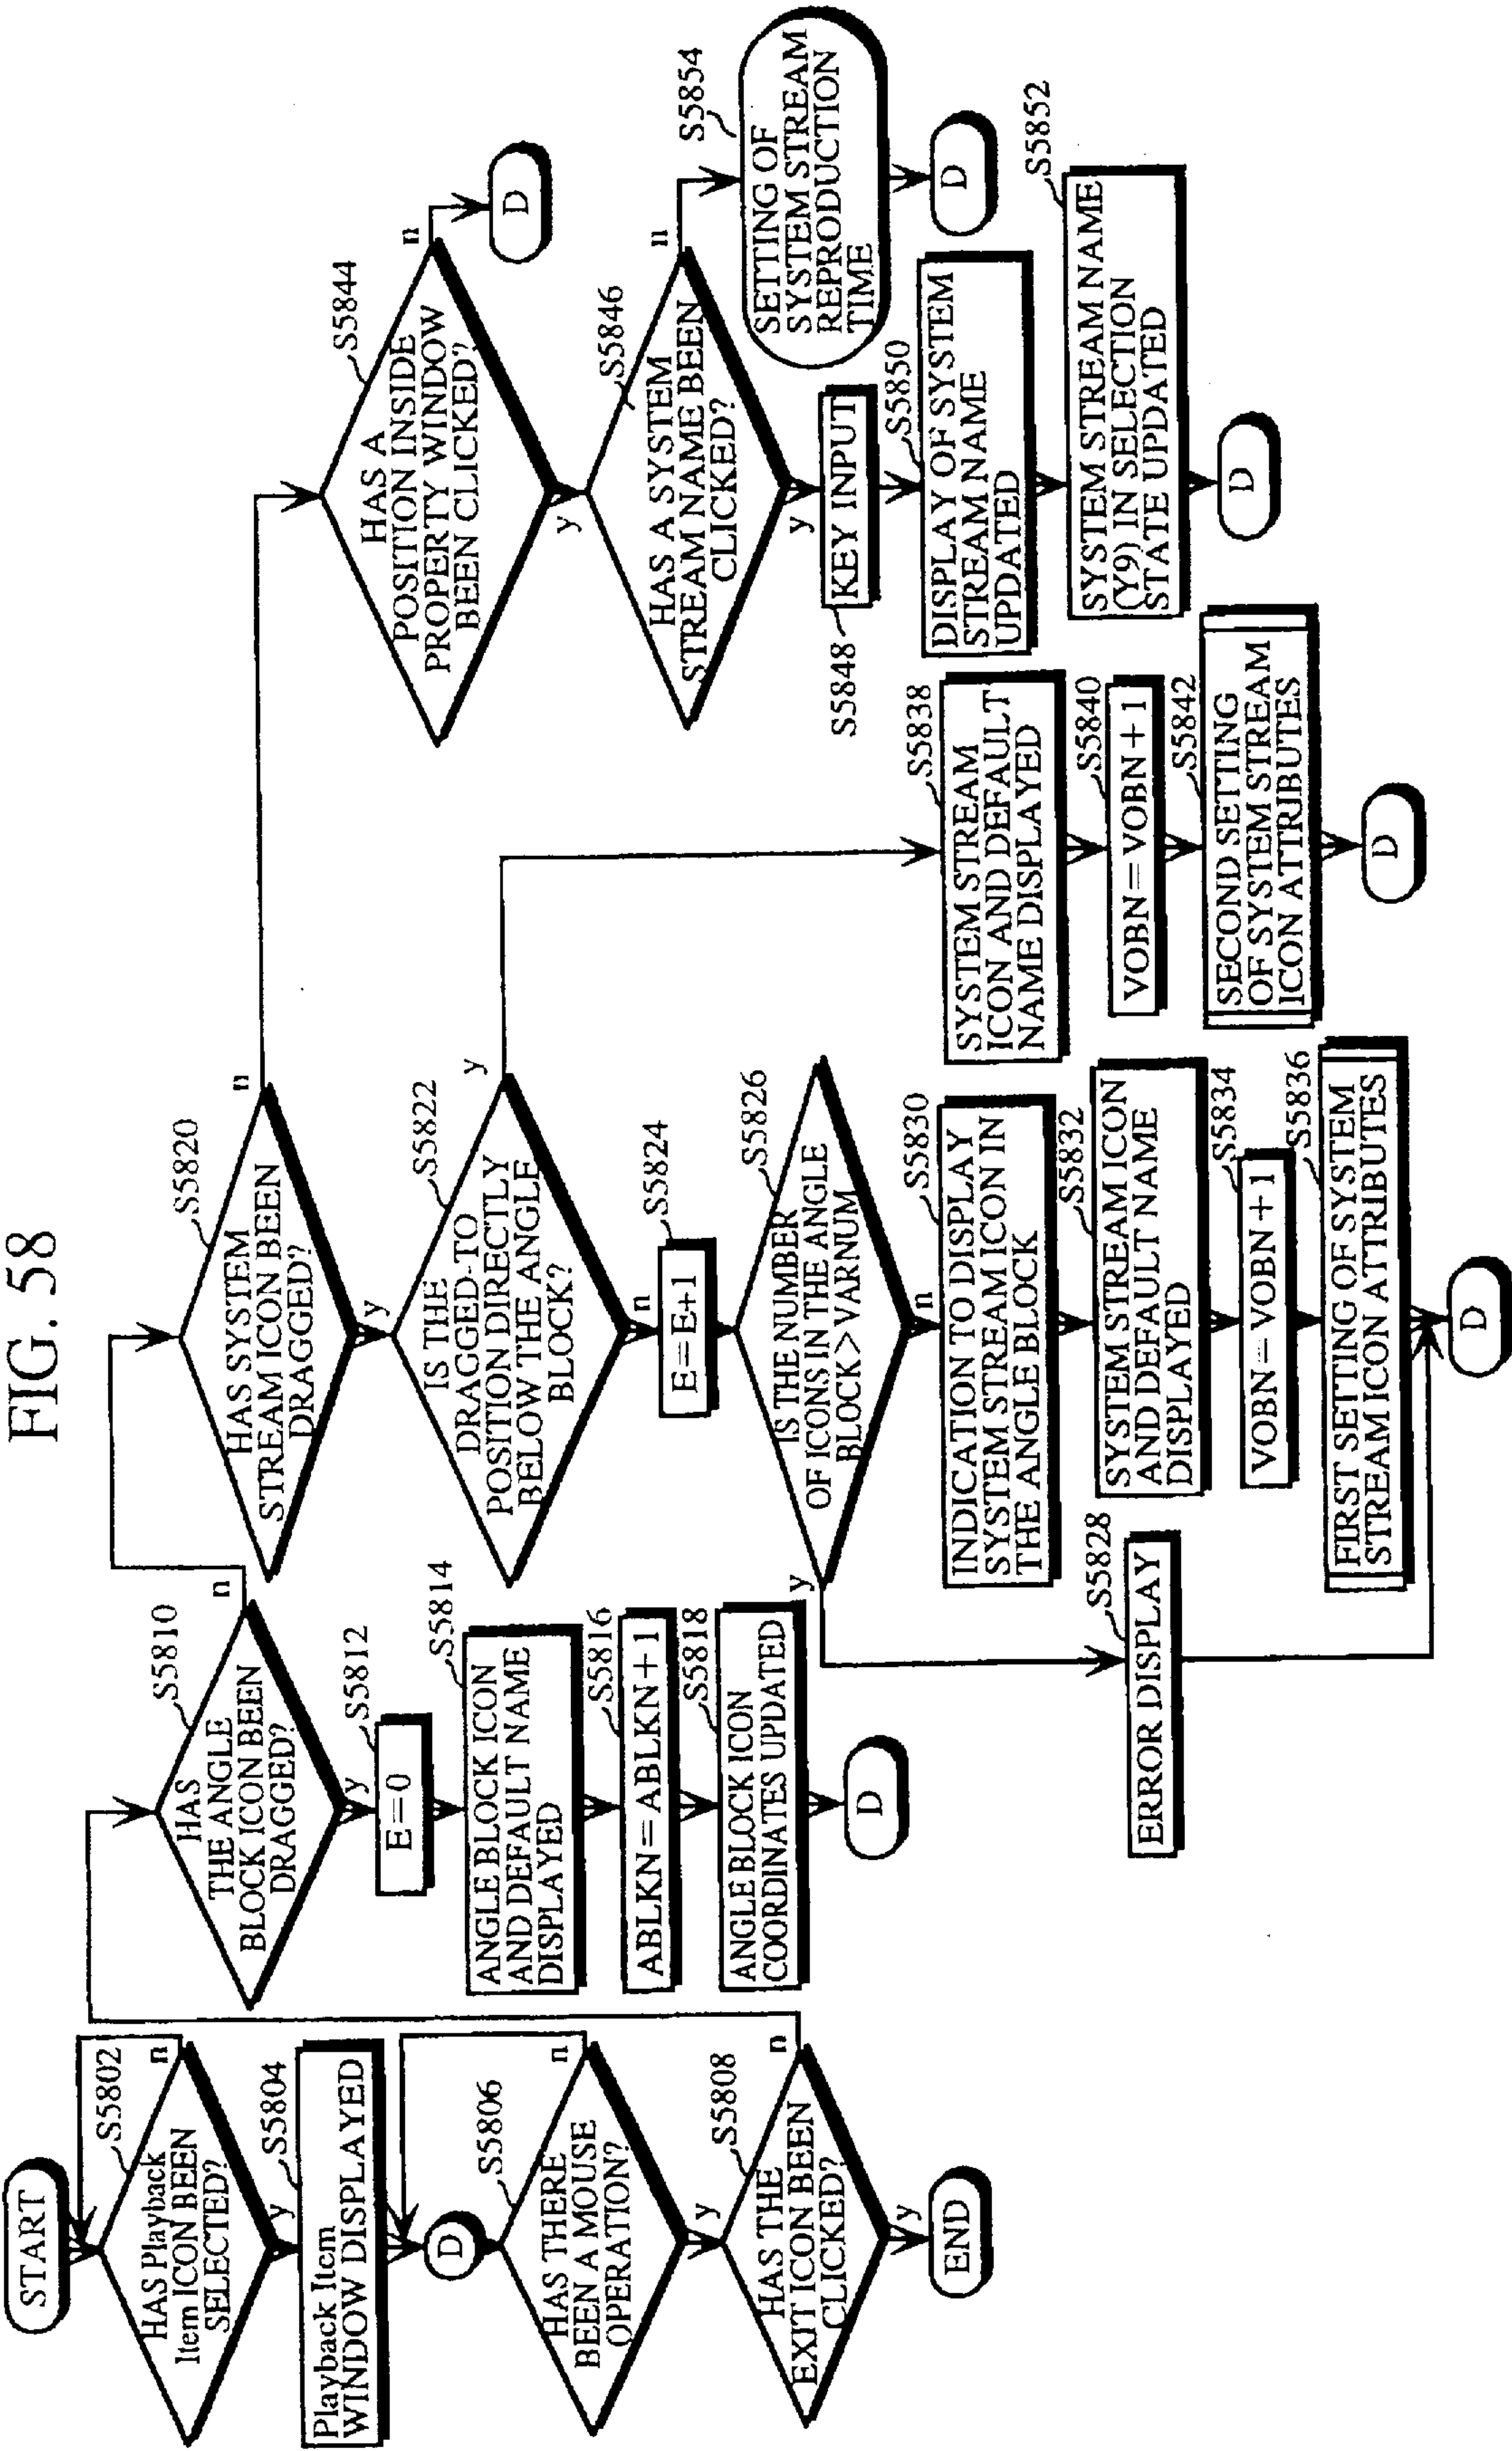 FIG. 58
START
S5802
HAS Playback
Item ICON BEEN
SELECTED?
n
y
S5804
Playback Item
WINDOW DISPLAYED
D
S5806
HAS THERE
BEEN A MOUSE
OPERATION?
n
y
S5808
HAS THE
EXIT ICON BEEN
CLICKED?
n
y
END
S5810
HAS
THE ANGLE
BLOCK ICON BEEN
DRAGGED?
n
y
S5812
E=0
S5814
ANGLE BLOCK ICON
AND DEFAULT NAME
DISPLAYED
S5816
ABLKN=ABLKN+1
S5818
ANGLE BLOCK ICON
COORDINATES UPDATED
D
S5820
HAS SYSTEM
STREAM ICON BEEN
DRAGGED?
n
y
S5822
IS THE
DRAGGED-TO
POSITION DIRECTLY
BELOW THE ANGLE
BLOCK?
y
n
S5824
E=E+1
S5826
IS THE NUMBER
OF ICONS IN THE ANGLE
BLOCK>VARNUM
y
n
S5828
ERROR DISPLAY
S5830
INDICATION TO DISPLAY
SYSTEM STREAM ICON IN
THE ANGLE BLOCK
S5832
SYSTEM STREAM ICON
AND DEFAULT NAME
DISPLAYED
S5834
VOBN=VOBN+1
S5836
FIRST SETTING OF SYSTEM
STREAM ICON ATTRIBUTES
D
S5838
SYSTEM STREAM
ICON AND DEFAULT
NAME DISPLAYED
S5840
VOBN=VOBN+1
S5842
SECOND SETTING
OF SYSTEM STREAM
ICON ATTRIBUTES
D
S5844
HAS A
POSITION INSIDE
PROPERTY WINDOW
BEEN CLICKED?
n
D
y
S5846
HAS A SYSTEM
STREAM NAME BEEN
CLICKED?
n
y
S5854
SETTING OF
SYSTEM STREAM
REPRODUCTION
TIME
D
S5848
KEY INPUT
S5850
DISPLAY OF SYSTEM
STREAM NAME
UPDATED
S5852
SYSTEM STREAM NAME
(Y9) IN SELECTION
STATE UPDATED
D